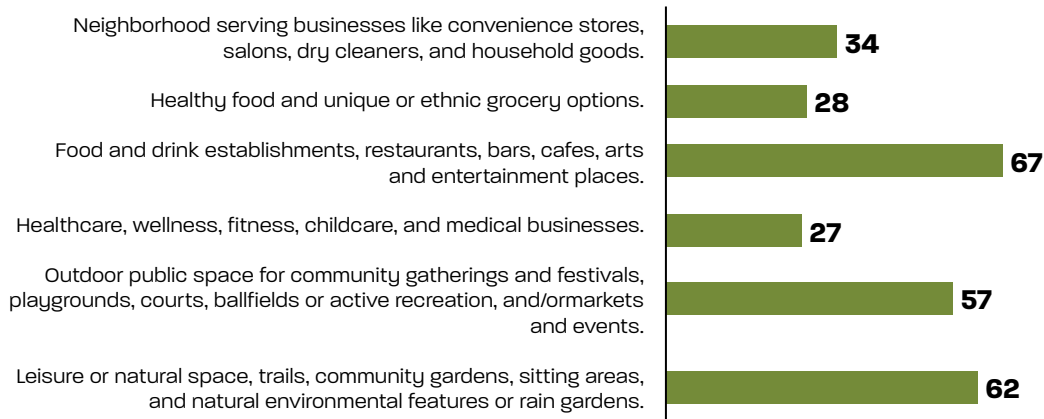 Neighborhood serving businesses like convenience stores,
salons, dry cleaners, and household goods.
34
Healthy food and unique or ethnic grocery options.
28
Food and drink establishments, restaurants, bars, cafes, arts
and entertainment places.
67
Healthcare, wellness, fitness, childcare, and medical businesses.
27
Outdoor public space for community gatherings and festivals,
playgrounds, courts, ballfields or active recreation, and/ormarkets
and events.
57
Leisure or natural space, trails, community gardens, sitting areas,
and natural environmental features or rain gardens.
62